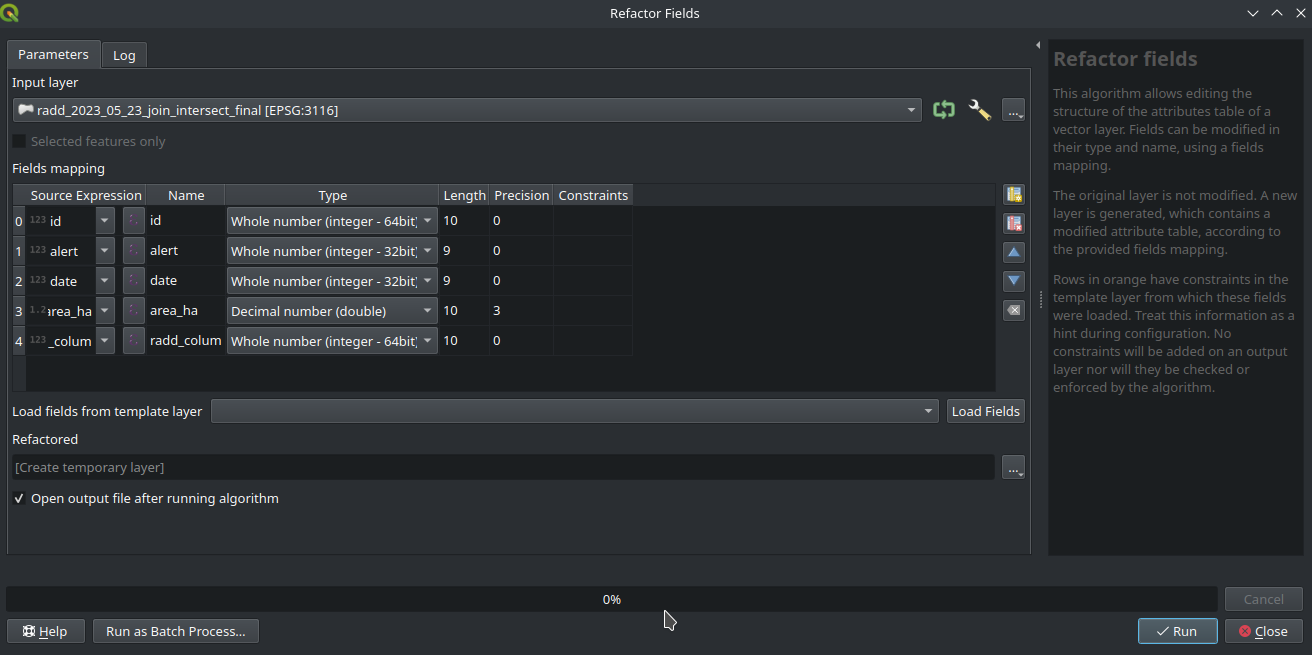 Refactor Fields
Parameters
Log
Input layer
radd_2023_05_23_join_intersect_final [EPSG:3116]
...
Selected features only
Fields mapping
Source Expression Name Type Length Precision Constraints
0 123 id id Whole number (integer - 64bit) 10 0
1 123 alert alert Whole number (integer - 32bit) 9 0
2 123 date date Whole number (integer - 32bit) 9 0
3 1.2 area_ha area_ha Decimal number (double) 10 3
4 123 _colum radd_colum Whole number (integer - 64bit) 10 0
Load fields from template layer
Load Fields
Refactored
[Create temporary layer]
...
Open output file after running algorithm
Refactor fields
This algorithm allows editing the
structure of the attributes table of a
vector layer. Fields can be modified in
their type and name, using a fields
mapping.
The original layer is not modified. A new
layer is generated, which contains a
modified attribute table, according to
the provided fields mapping.
Rows in orange have constraints in the
template layer from which these fields
were loaded. Treat this information as a
hint during configuration. No
constraints will be added on an output
layer nor will they be checked or
enforced by the algorithm.
0%
Cancel
Help
Run as Batch Process...
Run
Close